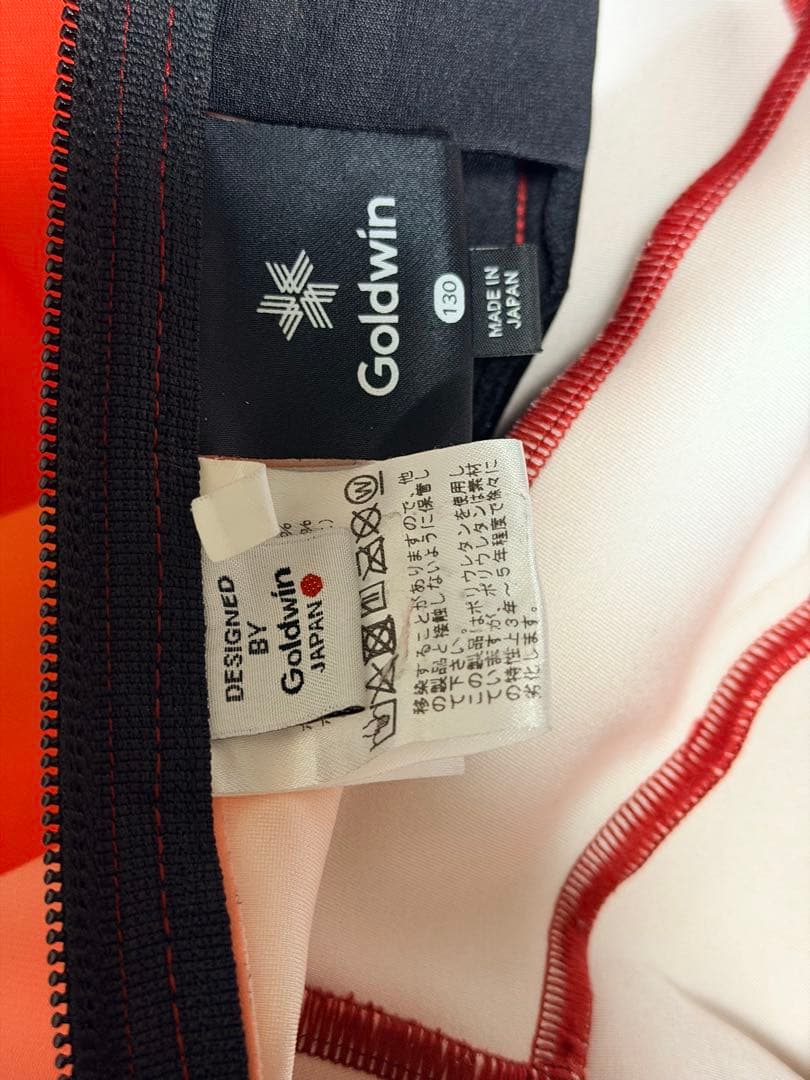 Goldwin
130
MADE IN
JAPAN
DESIGNED
BY
Goldwin
JAPAN
W
移染することがありますので、他
の製品と接触しないように保管し
て下さい。
この製品はポリウレタンを使用し
ていますが、ポリウレタンは素材
の特性上3年～5年程度で徐々に
劣化します。